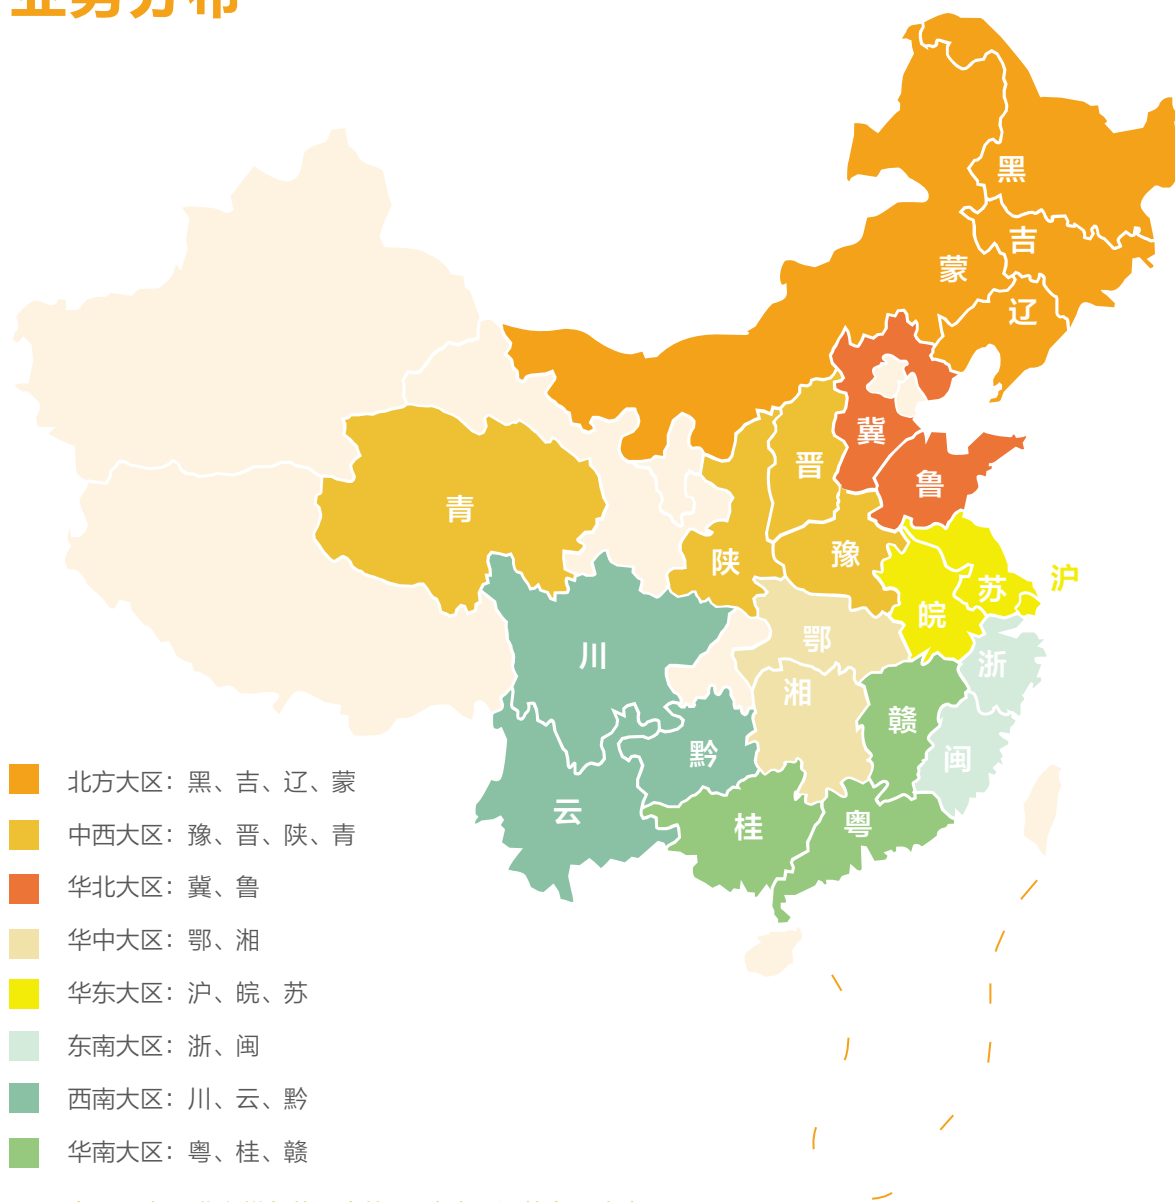 业务分布
黑
吉
蒙
辽
冀
晋
鲁
青
陕
豫
沪
苏
皖
鄂
川
浙
湘
赣
黔
闽
云
桂
粤
北方大区：黑、吉、辽、蒙
中西大区：豫、晋、陕、青
华北大区：冀、鲁
华中大区：鄂、湘
华东大区：沪、皖、苏
东南大区：浙、闽
西南大区：川、云、黔
华南大区：粤、桂、赣